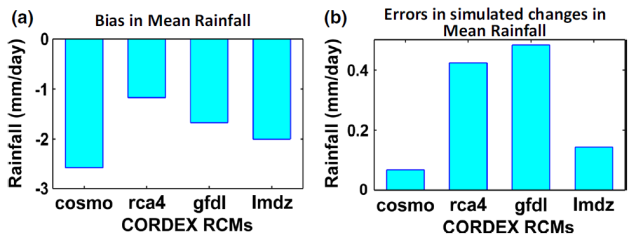 (a)
Bias in Mean Rainfall
Rainfall (mm/day)
0
-1
-2
-3
cosmo rca4 gfdl lmdz
CORDEX RCMs
(b)
Errors in simulated changes in
Mean Rainfall
Rainfall (mm/day)
0.4
0.2
0
cosmo rca4 gfdl lmdz
CORDEX RCMs